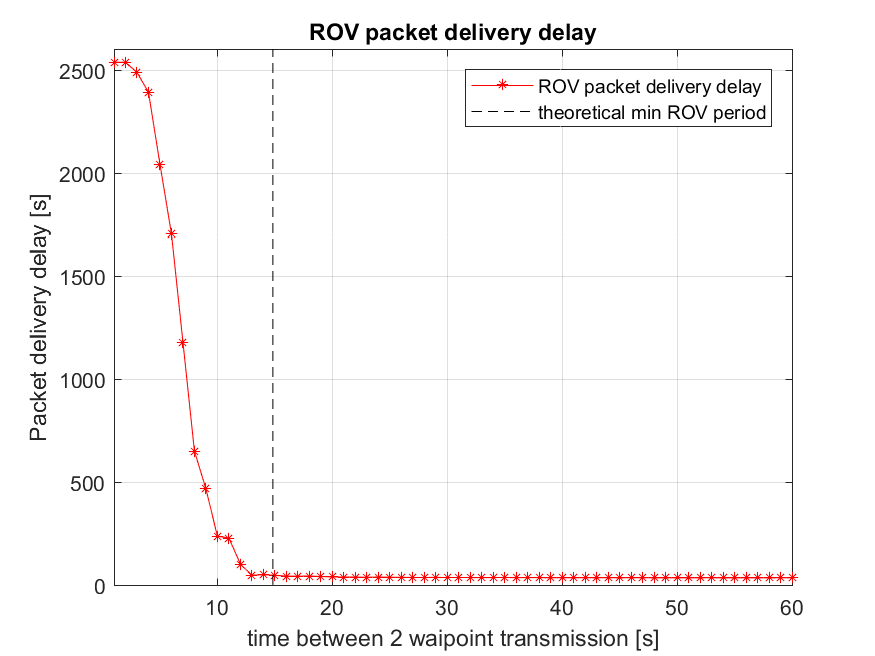 ROV packet delivery delay
ROV packet delivery delay
theoretical min ROV period
Packet delivery delay [s]
2500
2000
1500
1000
500
0
10 20 30 40 50 60
time between 2 waipoint transmission [s]